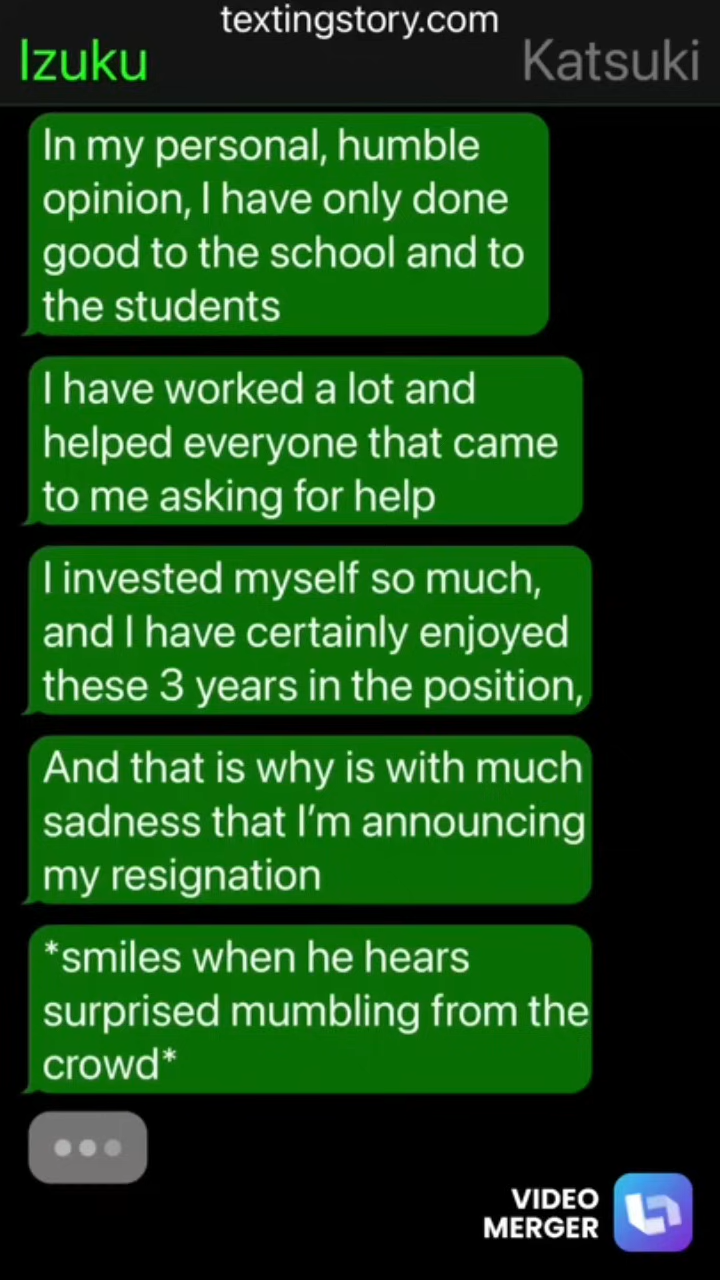 textingstory.com
Izuku
Katsuki
In my personal, humble
opinion, I have only done
good to the school and to
the students
I have worked a lot and
helped everyone that came
to me asking for help
I invested myself so much,
and I have certainly enjoyed
these 3 years in the position,
And that is why is with much
sadness that I’m announcing
my resignation
*smiles when he hears
surprised mumbling from the
crowd*
VIDEO
MERGER